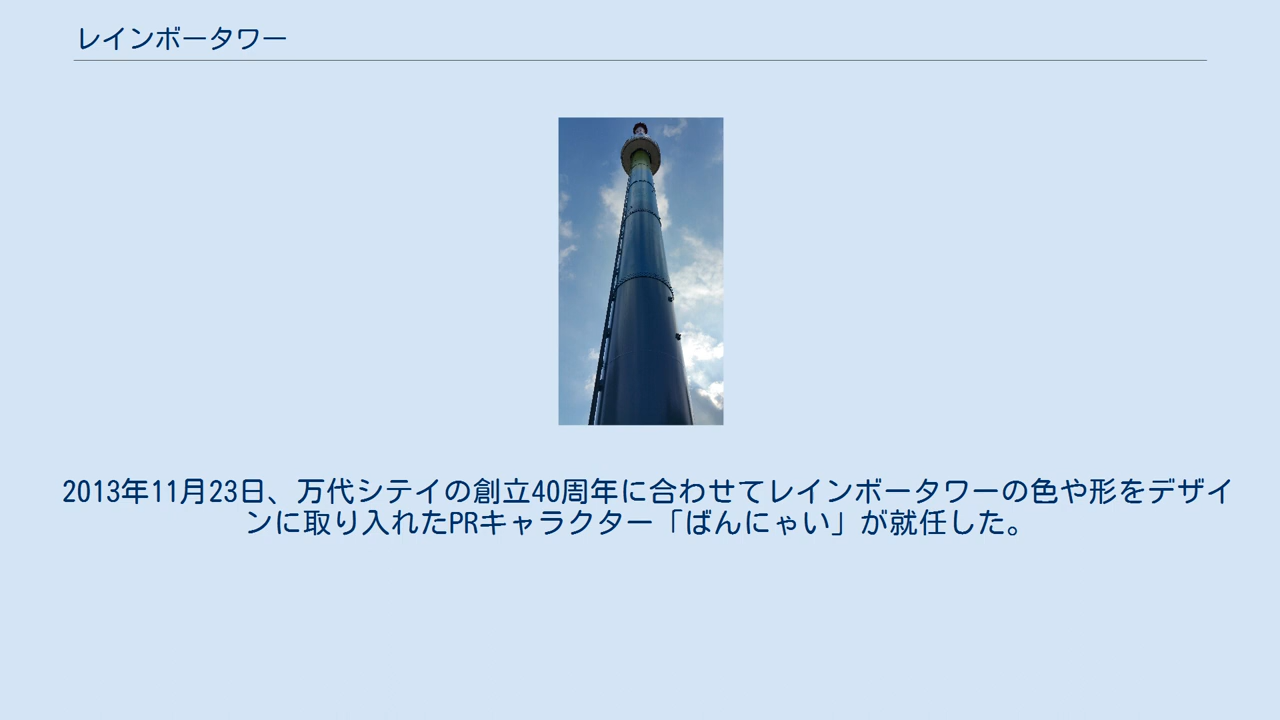 レインボータワー
2013年11月23日、万代シテイの創立40周年に合わせてレインボータワーの色や形をデザイ
ンに取り入れたPRキャラクター「ばんにゃい」が就任した。